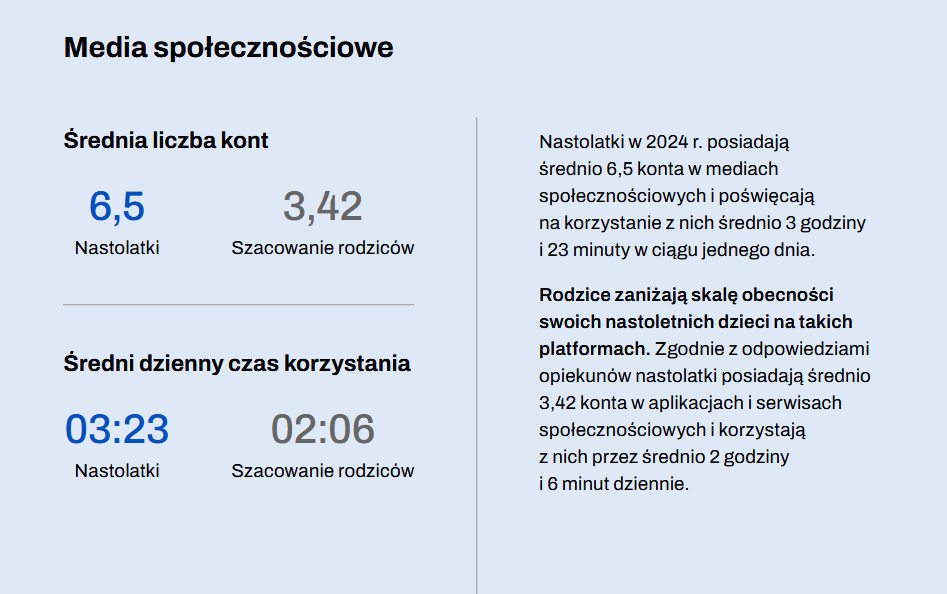 Media społecznościowe
Średnia liczba kont
6,5
Nastolatki
3,42
Szacowanie rodziców
Średni dzienny czas korzystania
03:23
Nastolatki
02:06
Szacowanie rodziców
Nastolatki w 2024 r. posiadają
średnio 6,5 konta w mediach
społecznościowych i poświęcają
na korzystanie z nich średnio 3 godziny
i 23 minuty w ciągu jednego dnia.
Rodzice zaniżają skalę obecności
swoich nastoletnich dzieci na takich
platformach. Zgodnie z odpowiedziami
opiekunów nastolatki posiadają średnio
3,42 konta w aplikacjach i serwisach
społecznościowych i korzystają
z nich przez średnio 2 godziny
i 6 minut dziennie.